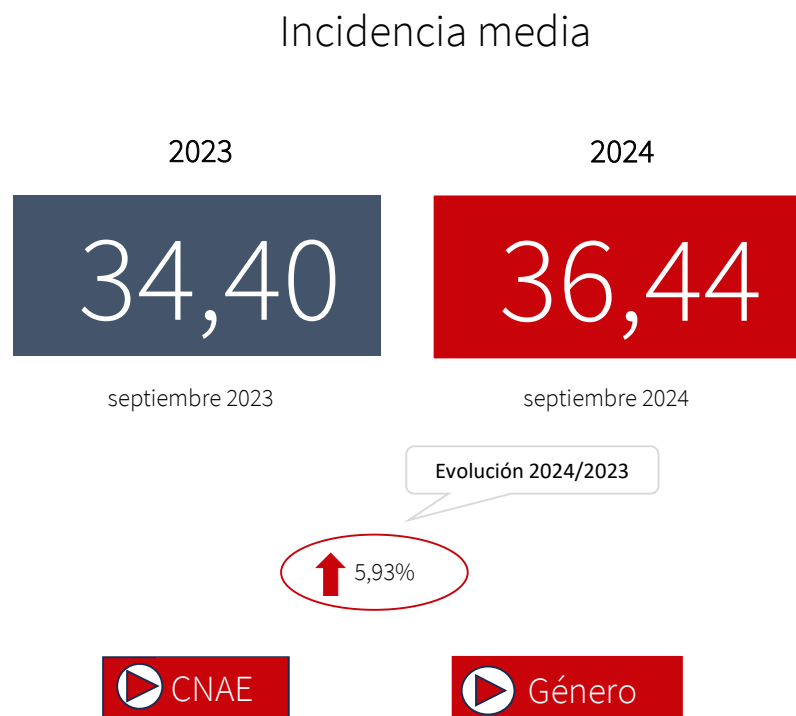 Incidencia media
2023
2024
34,40
36,44
septiembre 2023
septiembre 2024
Evolución 2024/2023
5,93%
CNAE
Género